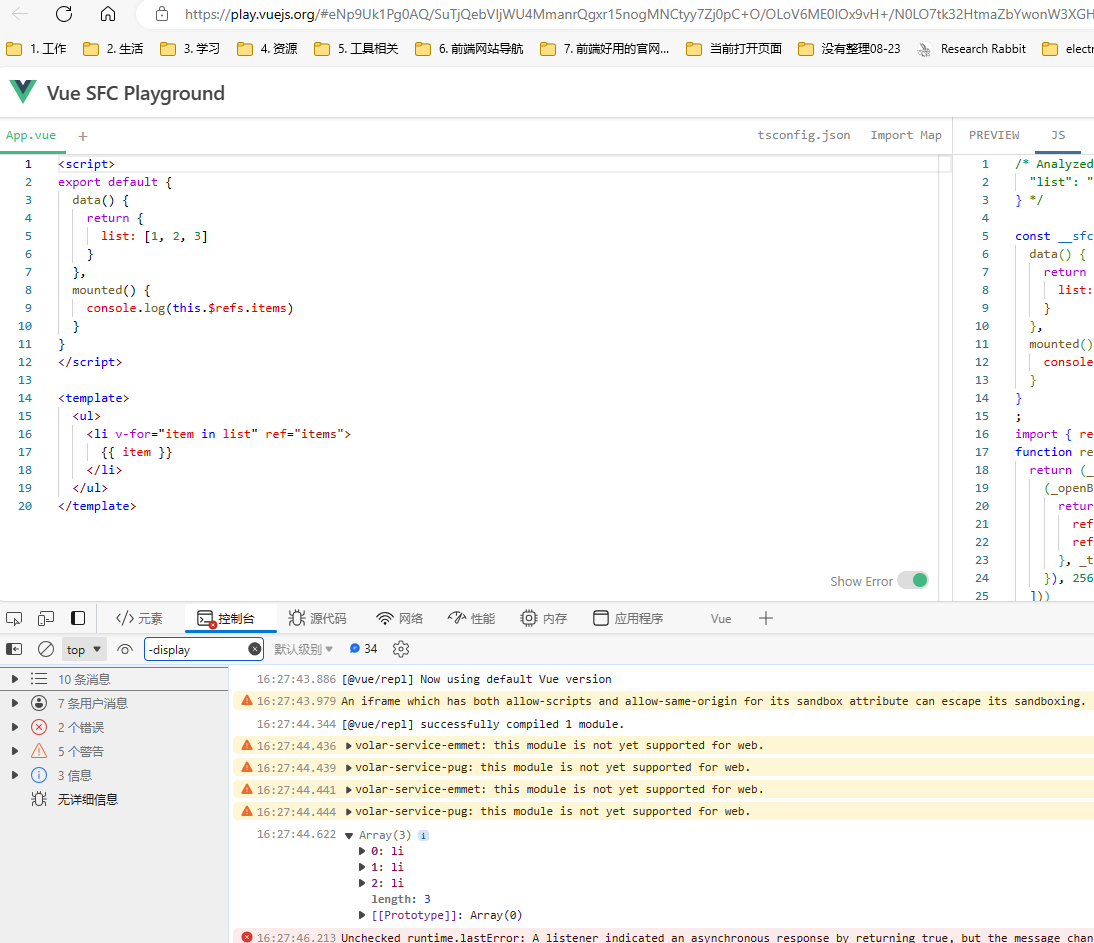 https://play.vuejs.org/#eNp9Uk1Pg0AQ/SuTjQebVIjWU4MmanrQgxr15nogMNCtyy7Zj0pC+O/OLoV6ME0IOx9vH+/N0LO7tk32HtmaZbYwonW3XGH
1. 工作 2. 生活 3. 学习 4. 资源 5. 工具相关 6. 前端网站导航 7. 前端好用的官网... 当前打开页面 没有整理08-23 Research Rabbit electr
Vue SFC Playground
App.vue + tsconfig.json Import Map PREVIEW JS
1 <script>
2 export default {
3 data() {
4 return {
5 list: [1, 2, 3]
6 }
7 },
8 mounted() {
9 console.log(this.$refs.items)
10 }
11 }
12 </script>
13
14 <template>
15 <ul>
16 <li v-for="item in list" ref="items">
17 {{ item }}
18 </li>
19 </ul>
20 </template>
Show Error
1 /* Analyzed
2 "list": "
3 } */
4
5 const __sfc
6 data() {
7 return
8 list:
9 }
10 },
11 mounted()
12 console
13 }
14 }
15 ;
16 import { re
17 function re
18 return (_
19 (_openB
20 retur
21 ref
22 ref
23 }, _t
24 }), 256
25 ]))
元素 控制台 源代码 网络 性能 内存 应用程序 Vue
top -display 默认级别 34
10 条消息
7 条用户消息
2 个错误
5 个警告
3 信息
无详细信息
16:27:43.886 [@vue/repl] Now using default Vue version
16:27:43.979 An iframe which has both allow-scripts and allow-same-origin for its sandbox attribute can escape its sandboxing.
16:27:44.344 [@vue/repl] successfully compiled 1 module.
16:27:44.436 volar-service-emmet: this module is not yet supported for web.
16:27:44.439 volar-service-pug: this module is not yet supported for web.
16:27:44.441 volar-service-emmet: this module is not yet supported for web.
16:27:44.444 volar-service-pug: this module is not yet supported for web.
16:27:44.622 Array(3) i
0: li
1: li
2: li
length: 3
[[Prototype]]: Array(0)
16:27:46.213 Unchecked runtime.lastError: A listener indicated an asynchronous response by returning true, but the message chan